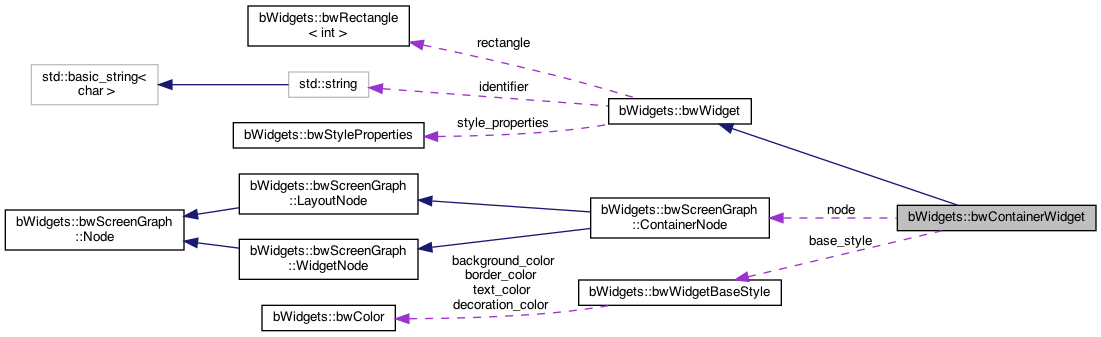 bWidgets::bwRectangle
< int >
rectangle
std::basic_string<
char >
std::string
identifier
bWidgets::bwWidget
style_properties
bWidgets::bwStyleProperties
bWidgets::bwScreenGraph
::LayoutNode
bWidgets::bwScreenGraph
::Node
bWidgets::bwScreenGraph
::ContainerNode
node
bWidgets::bwContainerWidget
bWidgets::bwScreenGraph
::WidgetNode
base_style
background_color
border_color
text_color
decoration_color
bWidgets::bwWidgetBaseStyle
bWidgets::bwColor